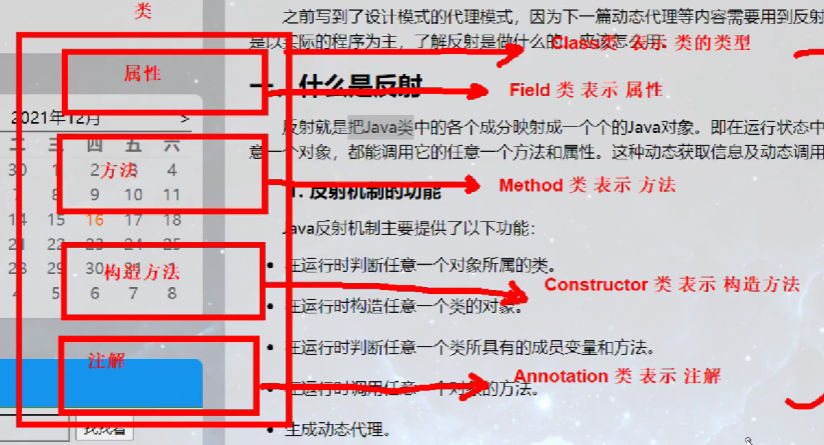 类
之前写到了设计模式的代理模式，因为下一篇动态代理等内容需要用到反射
是以实际的程序为主，了解反射是做什么的
Class类 表示 类的类型
属性
一、什么是反射
Field 类 表示 属性
2021年12月 >
反射就是把Java类中的各个成分映射成一个个的Java对象。即在运行状态中
二 三 四 五 六
意一个对象，都能调用它的任意一个方法和属性。这种动态获取信息及动态调用
30 1 2 3 4
方法
Method 类 表示 方法
1. 反射机制的功能
7 8 9 10 11
14 15 16 17 18
Java反射机制主要提供了以下功能：
21 22 23 24 25
在运行时判断任意一个对象所属的类。
28 29 30 31 1
构造方法
Constructor 类 表示 构造方法
4 5 6 7 8
在运行时构造任意一个类的对象。
在运行时判断任意一个类所具有的成员变量和方法。
注解
Annotation 类 表示 注解
在运行时调用任意一个对象的方法。
找找看
生成动态代理。